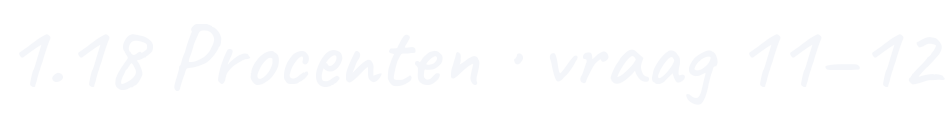 1.18 Procenten · vraag 11–12